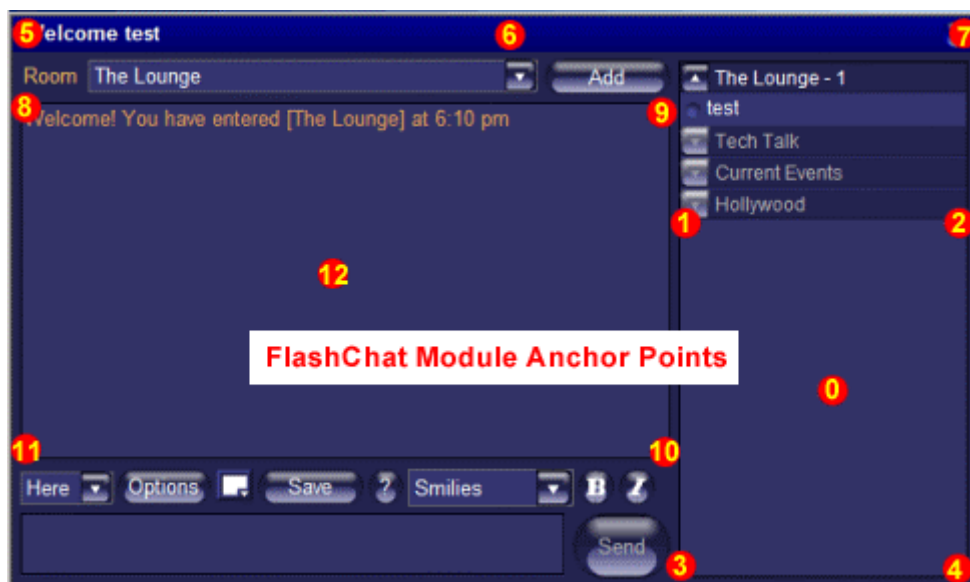 5 Welcome test 6 7
Room The Lounge Add The Lounge - 1
8 9 test
Welcome! You have entered [The Lounge] at 6:10 pm
Tech Talk
Current Events
Hollywood
1 2
12
FlashChat Module Anchor Points
0
11 10
Here Options Save ? Smilies B I
Send
3 4